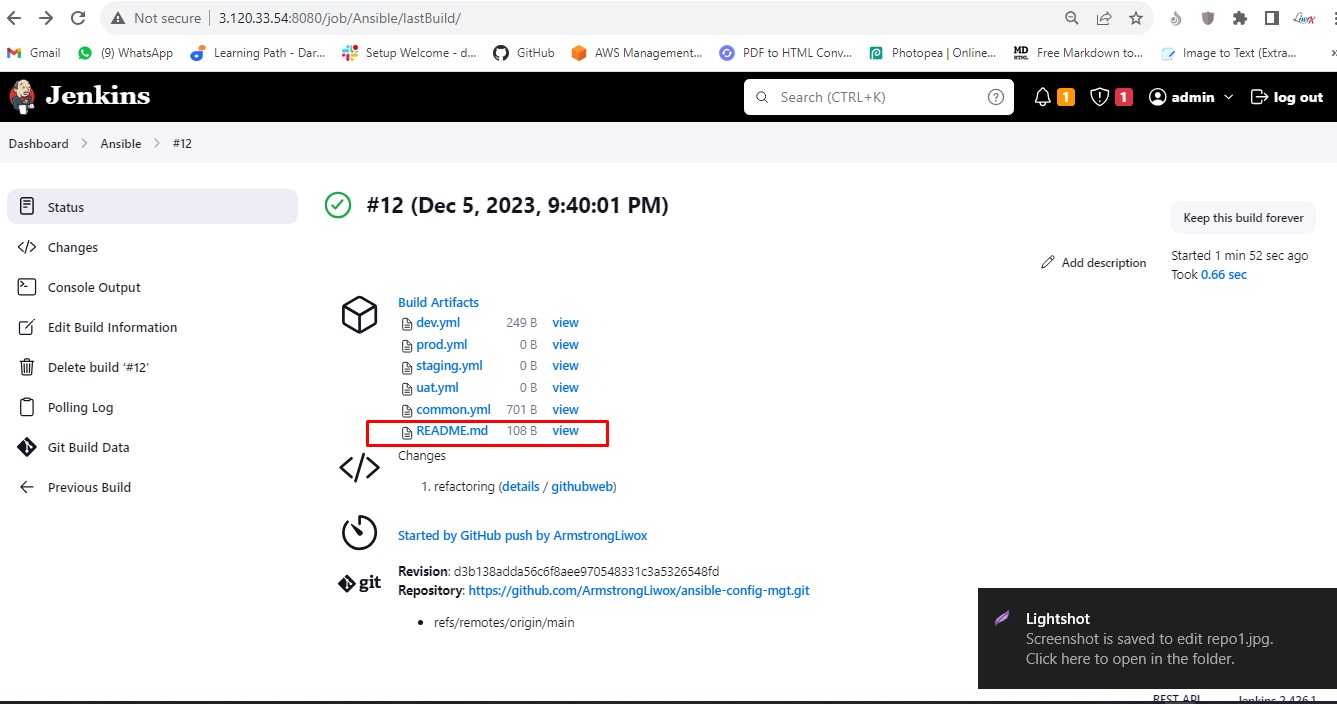 Not secure | 3.120.33.54:8080/job/Ansible/lastBuild/
Gmail (9) WhatsApp Learning Path - Dar... Setup Welcome - d... GitHub AWS Management... PDF to HTML Conv... Photopea | Online... MD Free Markdown to... Image to Text (Extra... »
Jenkins Search (CTRL+K) ? 1 1 admin log out
Dashboard > Ansible > #12
Status
Changes
Console Output
Edit Build Information
Delete build ‘#12’
Polling Log
Git Build Data
Previous Build
#12 (Dec 5, 2023, 9:40:01 PM)
Keep this build forever
Add description
Started 1 min 52 sec ago
Took 0.66 sec
Build Artifacts
dev.yml 249 B view
prod.yml 0 B view
staging.yml 0 B view
uat.yml 0 B view
common.yml 701 B view
README.md 108 B view
Changes
1. refactoring (details / githubweb)
Started by GitHub push by ArmstrongLiwox
git
Revision: d3b138adda56c6f8aee970548331c3a5326548fd
Repository: https://github.com/ArmstrongLiwox/ansible-config-mgt.git
• refs/remotes/origin/main
Lightshot
Screenshot is saved to edit repo1.jpg.
Click here to open in the folder.
REST API Jenkins 2.426.1